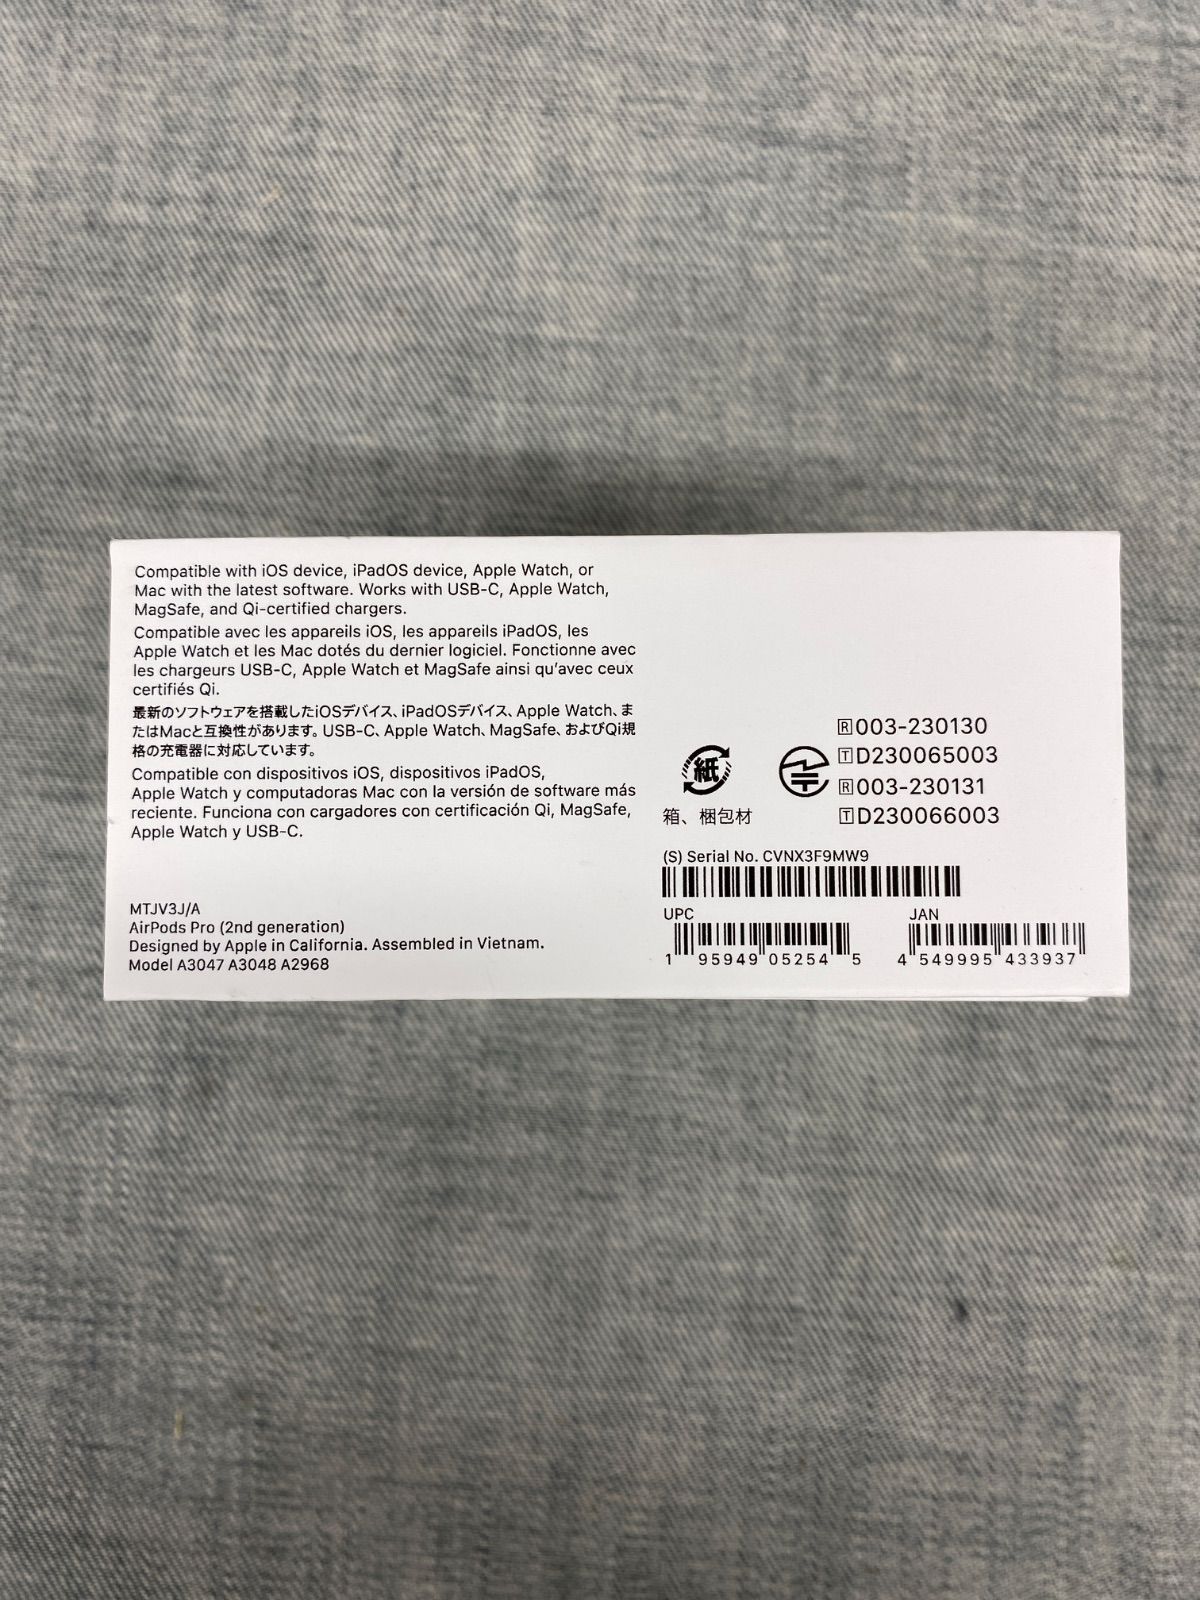 Compatible with iOS device, iPadOS device, Apple Watch, or
Mac with the latest software. Works with USB-C, Apple Watch,
MagSafe, and Qi-certified chargers.
Compatible avec les appareils iOS, les appareils iPadOS, les
Apple Watch et les Mac dotés du dernier logiciel. Fonctionne avec
les chargeurs USB-C, Apple Watch et MagSafe ainsi qu'avec ceux
certifiés Qi.
最新のソフトウェアを搭載したiOSデバイス、iPadOSデバイス、Apple Watch、ま
たはMacと互換性があります。USB-C、Apple Watch、MagSafe、およびQi規
格の充電器に対応しています。
Compatible con dispositivos iOS, dispositivos iPadOS,
Apple Watch y computadoras Mac con la versión de software más
reciente. Funciona con cargadores con certificación Qi, MagSafe,
Apple Watch y USB-C.
MTJV3J/A
AirPods Pro (2nd generation)
Designed by Apple in California. Assembled in Vietnam.
Model A3047 A3048 A2968
紙
箱、梱包材
R 003-230130
T D230065003
R 003-230131
T D230066003
(S) Serial No. CVNX3F9MW9
UPC
1 95949 05254 5
JAN
4 549995 433937